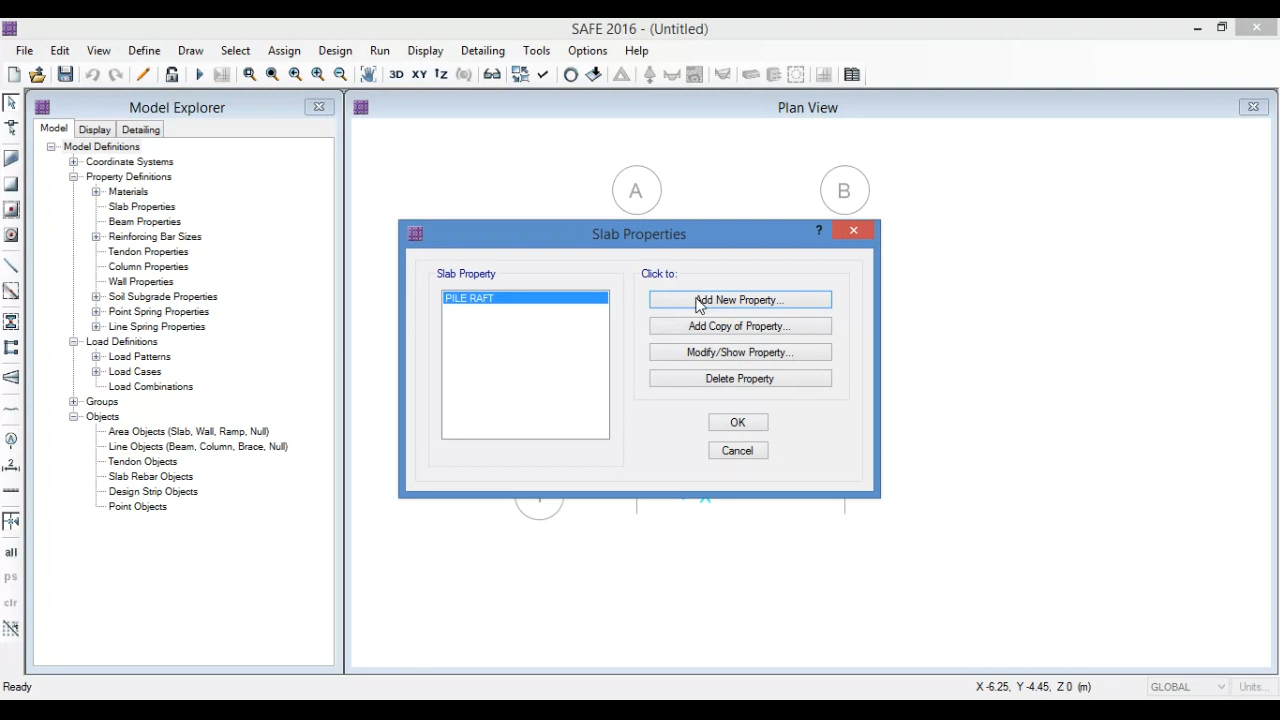 SAFE 2016 - (Untitled)
File Edit View Define Draw Select Assign Design Run Display Detailing Tools Options Help
3D XY
Model Explorer
Plan View
Model Display Detailing
Model Definitions
Coordinate Systems
Property Definitions
Materials
Slab Properties
Beam Properties
Reinforcing Bar Sizes
Tendon Properties
Column Properties
Wall Properties
Soil Subgrade Properties
Point Spring Properties
Line Spring Properties
Load Definitions
Load Patterns
Load Cases
Load Combinations
Groups
Objects
Area Objects (Slab, Wall, Ramp, Null)
Line Objects (Beam, Column, Brace, Null)
Tendon Objects
Slab Rebar Objects
Design Strip Objects
Point Objects
A B
Slab Properties
?
Slab Property
PILE RAFT
Click to:
Add New Property...
Add Copy of Property...
Modify/Show Property...
Delete Property
OK
Cancel
X
all
ps
clr
Ready
X -6.25, Y -4.45, Z 0 (m)
GLOBAL
Units...